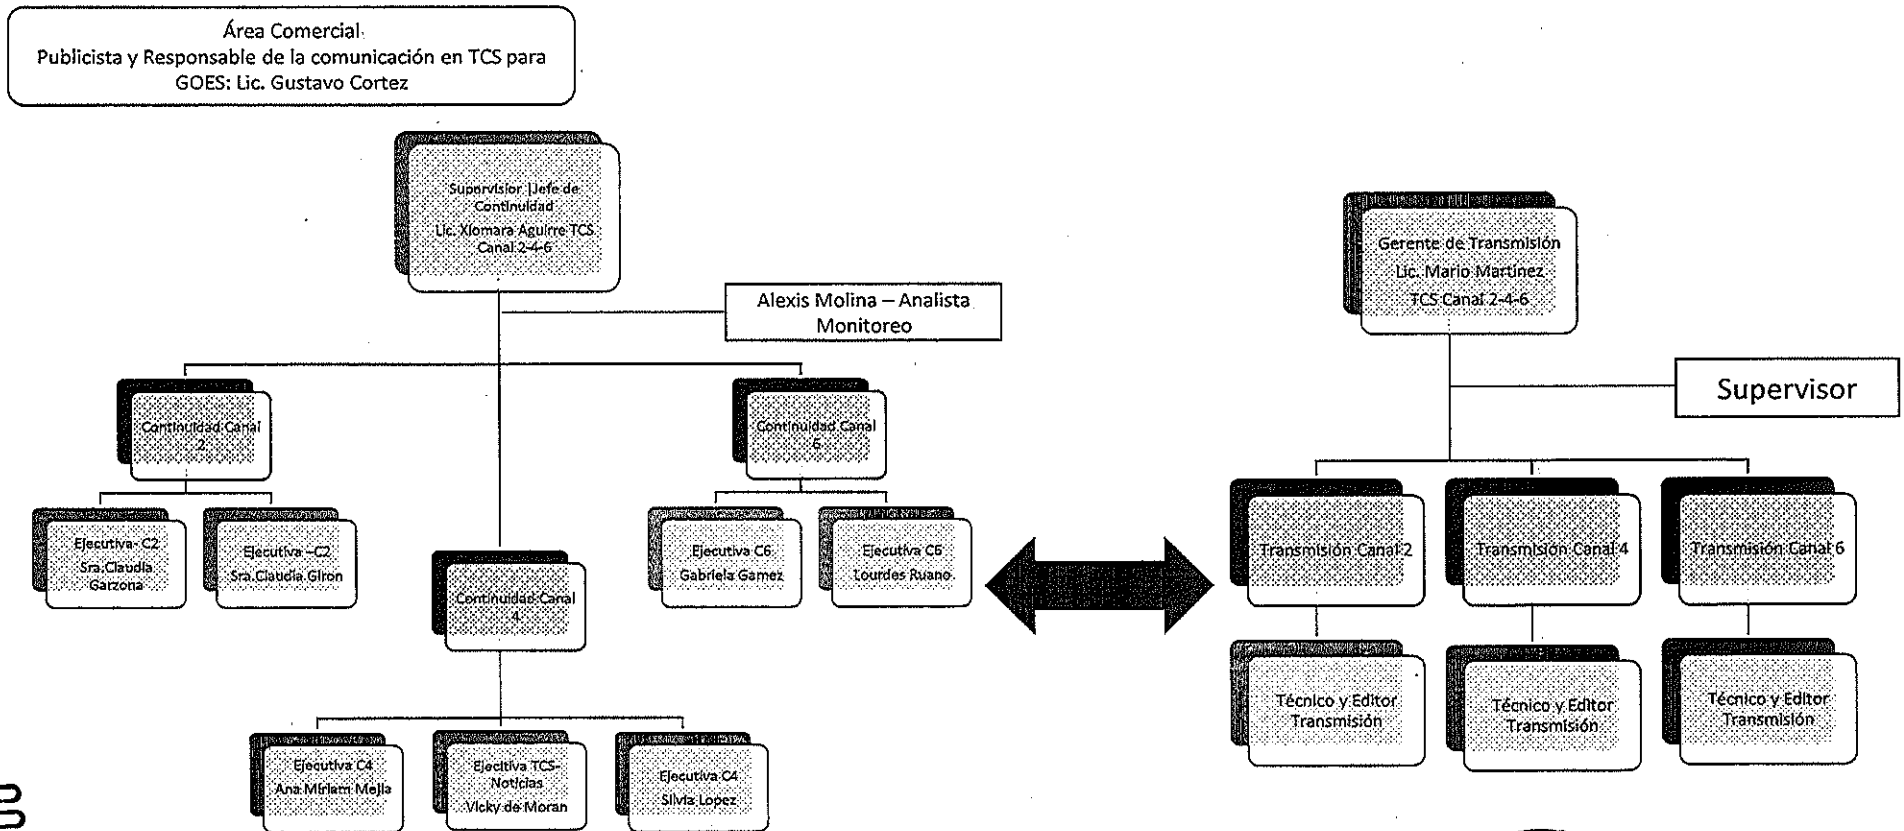 Área Comercial
Publicista y Responsable de la comunicación en TCS para
GOES: Lic. Gustavo Cortez
Supervisior |Jefe de
Continuidad
Lic. Xiomara Aguirre TCS
Canal 2-4-6
Alexis Molina – Analista
Monitoreo
Continuidad Canal
2
Continuidad Canal
6
Ejecutiva- C2
Sra.Claudia
Garzona
Ejecutiva –C2
Sra.Claudia Giron
Ejecutiva C6
Gabriela Gamez
Ejecutiva C6
Lourdes Ruano
Continuidad Canal
4
Ejecutiva C4
Ana Miriam Mejia
Ejecitiva TCS-
Noticias
Vicky de Moran
Ejecutiva C4
Silvia Lopez
Gerente de Transmisión
Lic. Mario Martínez
TCS Canal 2-4-6
Supervisor
Transmisión Canal 2
Transmisión Canal 4
Transmisión Canal 6
Técnico y Editor
Transmisión
Técnico y Editor
Transmisión
Técnico y Editor
Transmisión